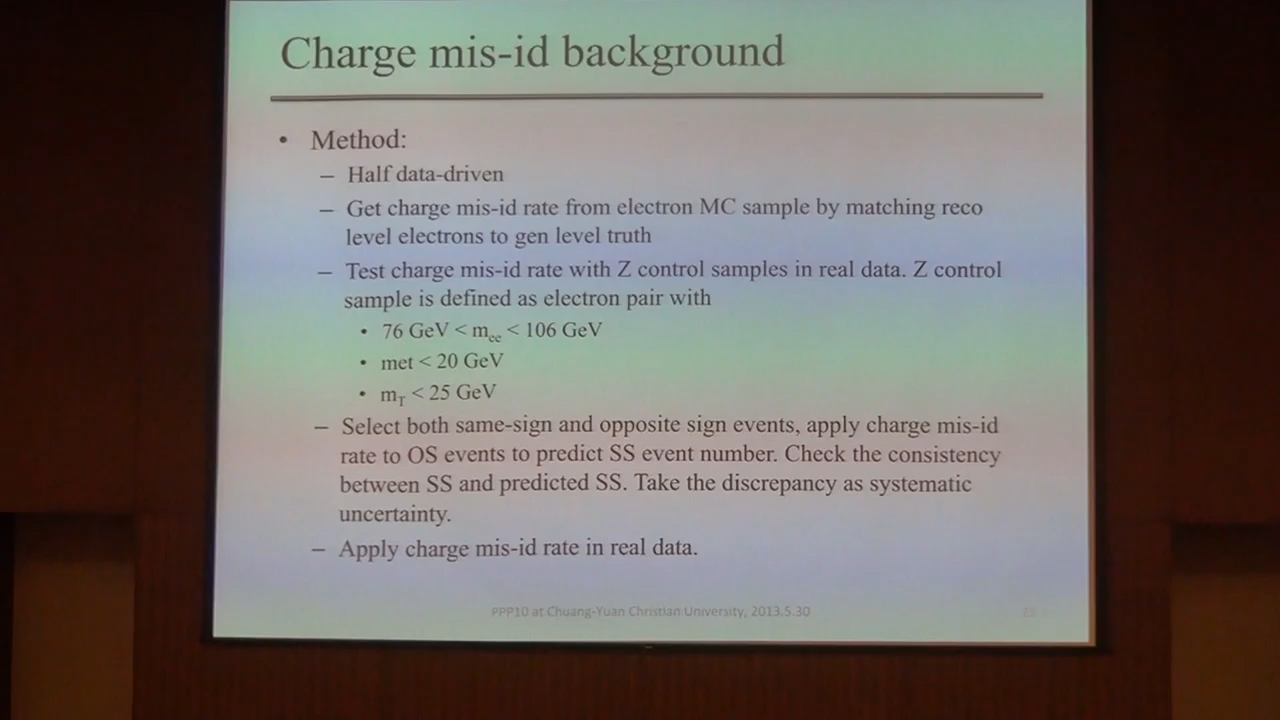 Charge mis-id background
• Method:
– Half data-driven
– Get charge mis-id rate from electron MC sample by matching reco
level electrons to gen level truth
– Test charge mis-id rate with Z control samples in real data. Z control
sample is defined as electron pair with
• 76 GeV < mee < 106 GeV
• met < 20 GeV
• mT < 25 GeV
– Select both same-sign and opposite sign events, apply charge mis-id
rate to OS events to predict SS event number. Check the consistency
between SS and predicted SS. Take the discrepancy as systematic
uncertainty.
– Apply charge mis-id rate in real data.
PPP10 at Chuang-Yuan Christian University, 2013.5.30